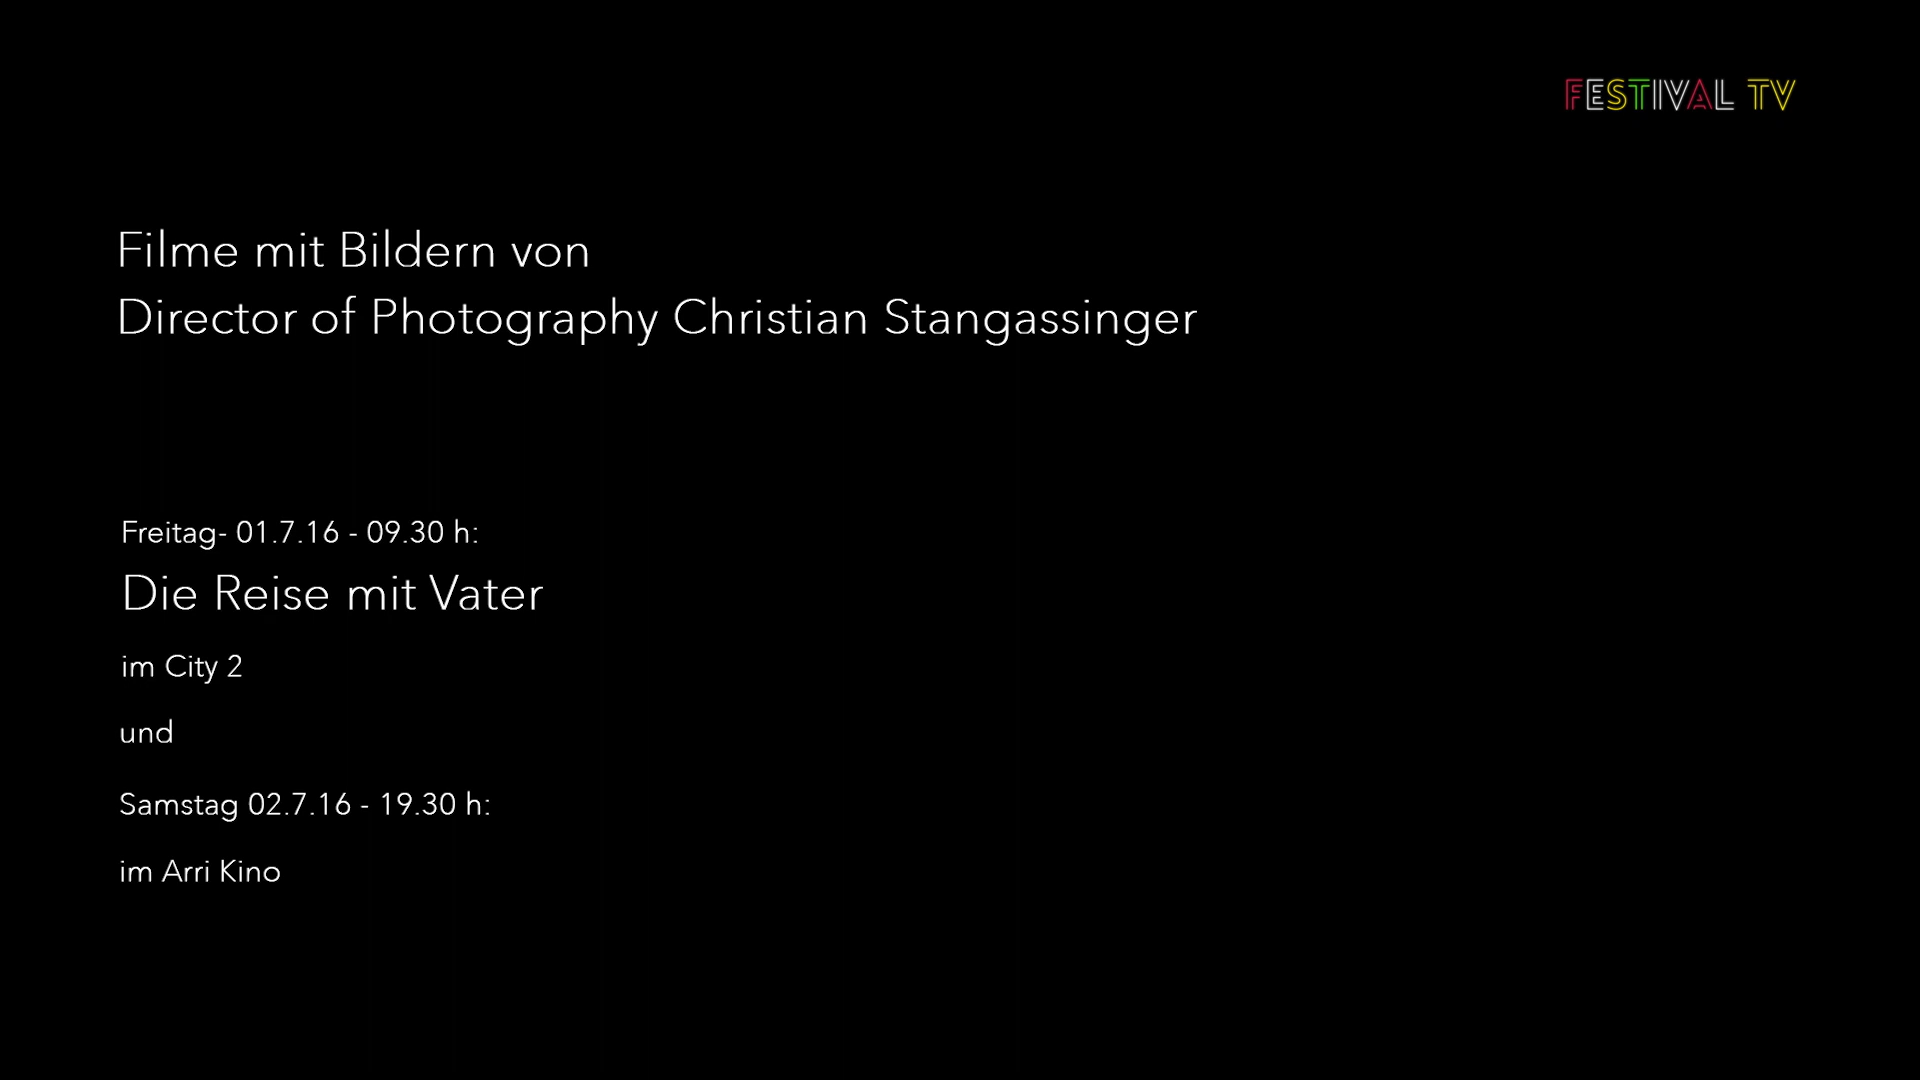 FESTIVAL TV
Filme mit Bildern von
Director of Photography Christian Stangassinger
Freitag- 01.7.16 - 09.30 h:
Die Reise mit Vater
im City 2
und
Samstag 02.7.16 - 19.30 h:
im Arri Kino